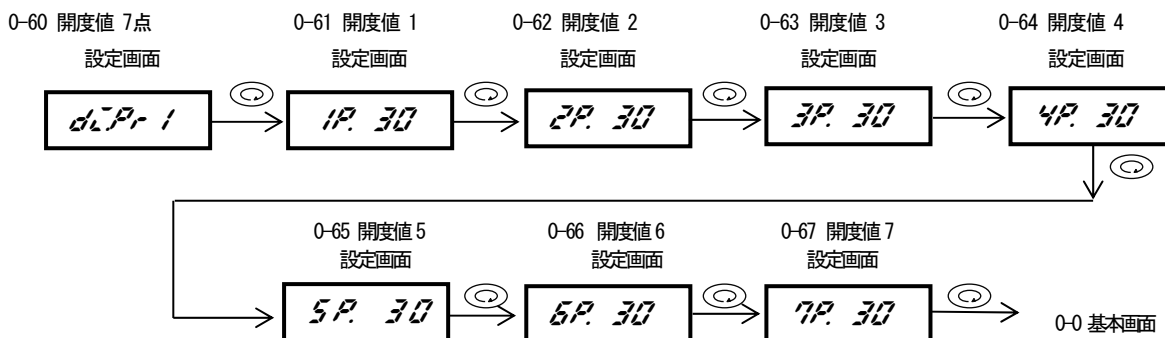 0-60 開度値 7点
設定画面
0-61 開度値 1
設定画面
0-62 開度値 2
設定画面
0-63 開度値 3
設定画面
0-64 開度値 4
設定画面
1P. 30
2P. 30
3P. 30
4P. 30
0-65 開度値 5
設定画面
0-66 開度値 6
設定画面
0-67 開度値 7
設定画面
5P. 30
6P. 30
7P. 30
0-0 基本画面